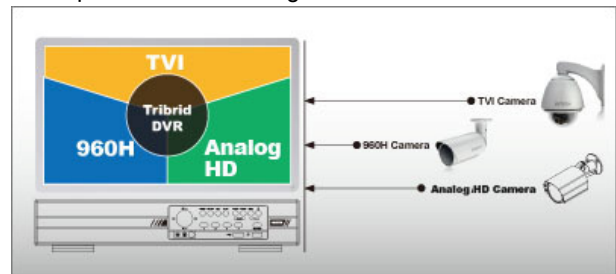 TVI
Tribrid
DVR
960H
Analog
HD
TVI Camera
960H Camera
Analog HD Camera